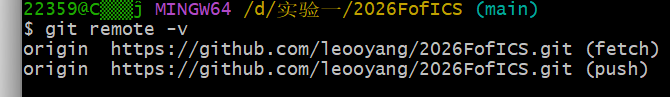 22359@C▒▒▒j MINGW64 /d/实验一/2026FofICS (main)
$ git remote -v
origin  https://github.com/leooyang/2026FofICS.git (fetch)
origin  https://github.com/leooyang/2026FofICS.git (push)